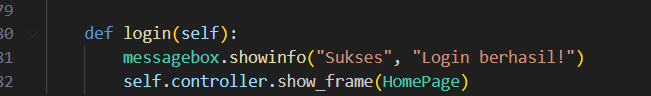 79
80 def login(self):
81 messagebox.showinfo("Sukses", "Login berhasil!")
82 self.controller.show_frame(HomePage)